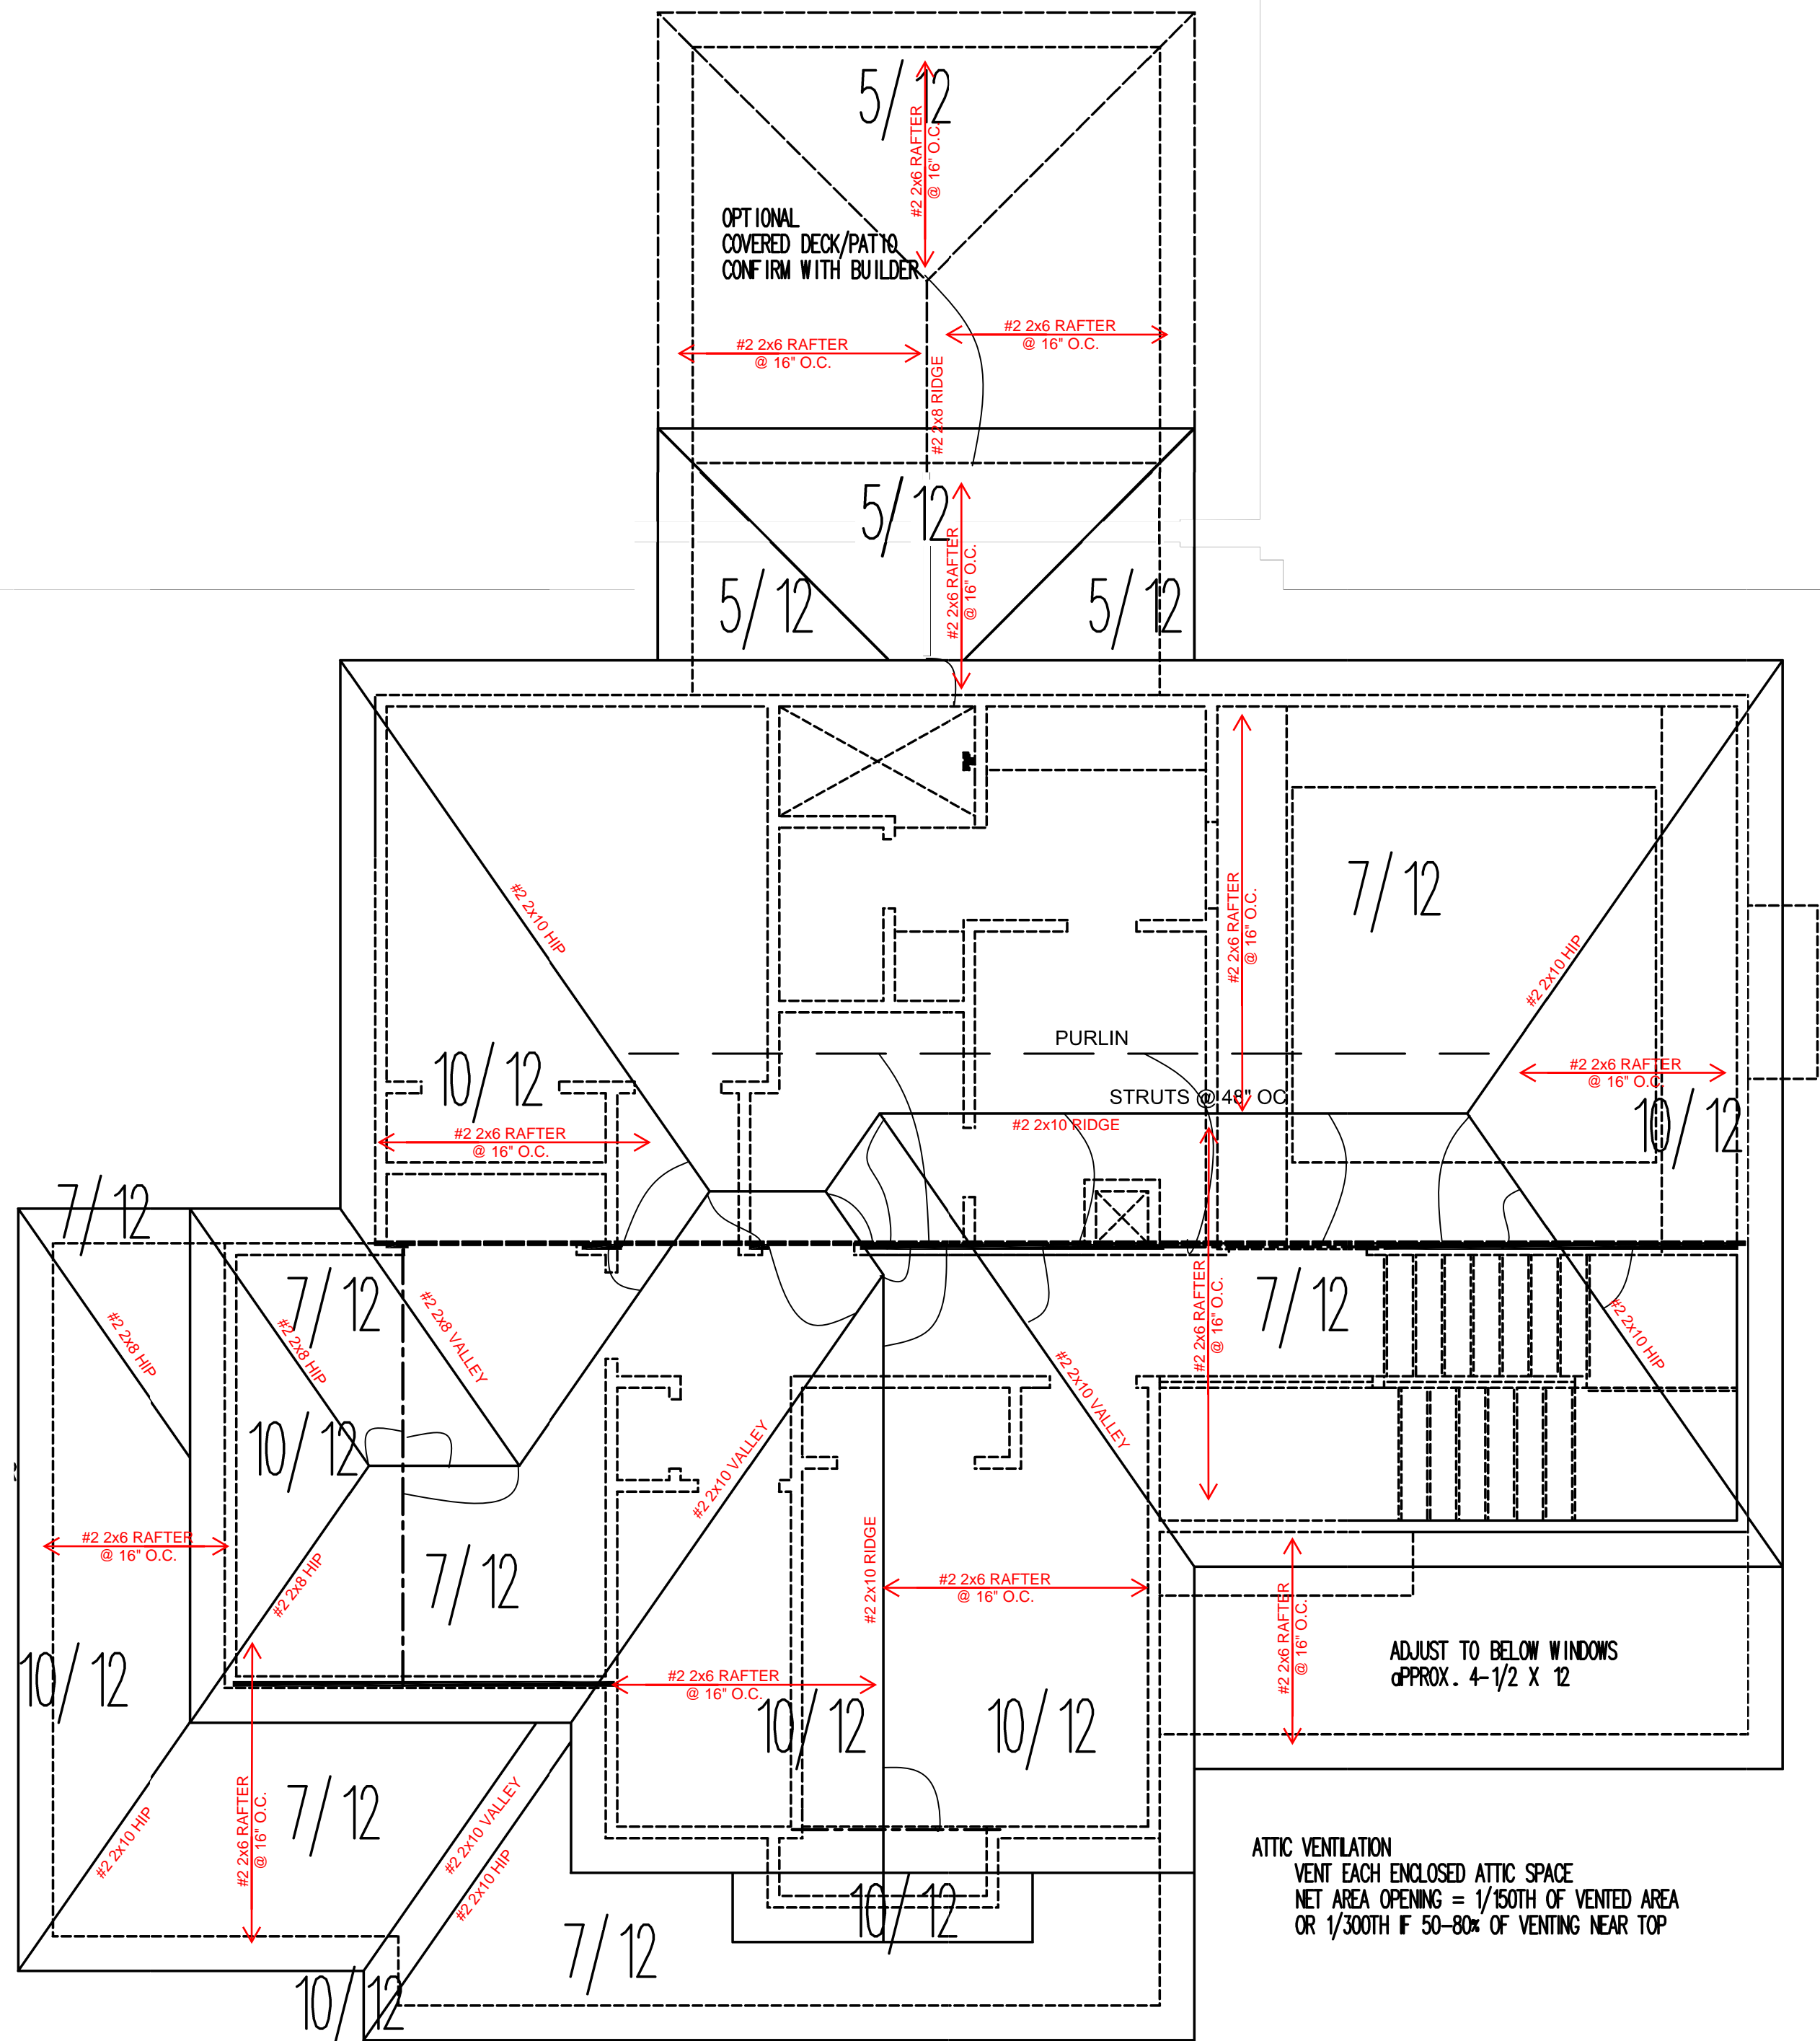 5/12
#2 2x6 RAFTER
@ 16" O.C.
OPTIONAL
COVERED DECK/PATIO
CONFIRM WITH BUILDER
#2 2x6 RAFTER
@ 16" O.C.
#2 2x6 RAFTER
@ 16" O.C.
#2 2x8 RIDGE
5/12
#2 2x6 RAFTER
@ 16" O.C.
5/12
5/12
#2 2x10 HIP
7/12
#2 2x6 RAFTER
@ 16" O.C.
#2 2x10 HIP
PURLIN
10/12
#2 2x6 RAFTER
@ 16" O.C.
STRUTS @ 48" OC
#2 2x10 RIDGE
10/12
#2 2x6 RAFTER
@ 16" O.C.
7/12
7/12
#2 2x8 HIP
#2 2x8 HIP
#2 2x8 VALLEY
#2 2x6 RAFTER
@ 16" O.C.
7/12
#2 2x10 HIP
#2 2x10 VALLEY
10/12
#2 2x10 VALLEY
#2 2x6 RAFTER
@ 16" O.C.
#2 2x8 HIP
7/12
#2 2x10 RIDGE
#2 2x6 RAFTER
@ 16" O.C.
#2 2x6 RAFTER
@ 16" O.C.
ADJUST TO BELOW WINDOWS
aPPROX. 4-1/2 X 12
10/12
#2 2x6 RAFTER
@ 16" O.C.
10/12
10/12
7/12
#2 2x6 RAFTER
@ 16" O.C.
#2 2x10 HIP
#2 2x10 VALLEY
#2 2x10 HIP
10/12
7/12
10/12
ATTIC VENTILATION
VENT EACH ENCLOSED ATTIC SPACE
NET AREA OPENING = 1/150TH OF VENTED AREA
OR 1/300TH IF 50-80% OF VENTING NEAR TOP